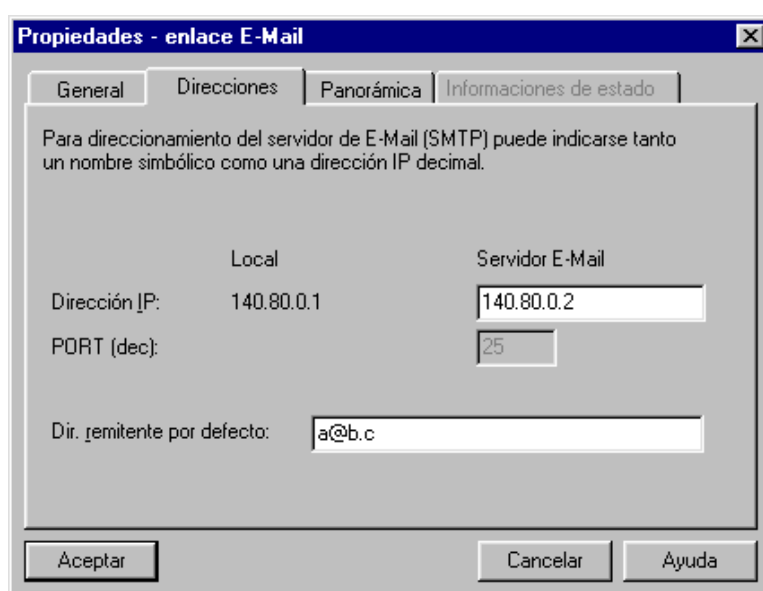 Propiedades - enlace E-Mail
General Direcciones Panorámica Informaciones de estado
Para direccionamiento del servidor de E-Mail (SMTP) puede indicarse tanto
un nombre simbólico como una dirección IP decimal.
Local Servidor E-Mail
Dirección IP: 140.80.0.1 140.80.0.2
PORT (dec): 25
Dir. remitente por defecto: a@b.c
Aceptar Cancelar Ayuda